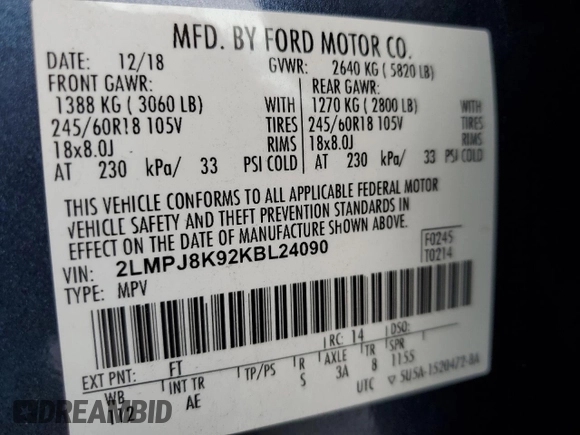 MFD. BY FORD MOTOR CO.
DATE: 12/18 GVWR: 2640 KG ( 5820 LB)
FRONT GAWR: REAR GAWR:
1388 KG ( 3060 LB) WITH 1270 KG ( 2800 LB) WITH
245/60R18 105V TIRES 245/60R18 105V TIRES
18x8.0J RIMS 18x8.0J RIMS
AT 230 kPa/ 33 PSI COLD AT 230 kPa/ 33 PSI COLD
THIS VEHICLE CONFORMS TO ALL APPLICABLE FEDERAL MOTOR
VEHICLE SAFETY AND THEFT PREVENTION STANDARDS IN
EFFECT ON THE DATE OF MANUFACTURE SHOWN ABOVE.
VIN: 2LMPJ8K92KBL24090 F0245
TYPE: MPV T0214
EXT PNT: FT RC: 14 DSO:
WB INT TR TP/PS R AXLE TR SPR
112 AE S 3A 8 1155
UTC 5U5A-1520472-BA
DREAMBID